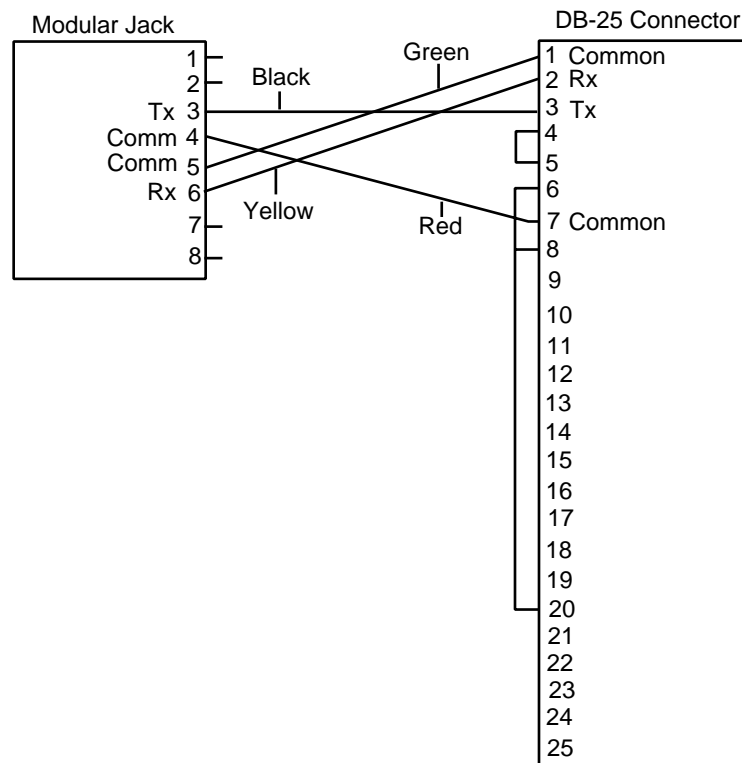 Modular Jack
1
2
Tx 3
Comm 4
Comm 5
Rx 6
7
8
Black
Green
Yellow
Red
DB-25 Connector
1 Common
2 Rx
3 Tx
4
5
6
7 Common
8
9
10
11
12
13
14
15
16
17
18
19
20
21
22
23
24
25